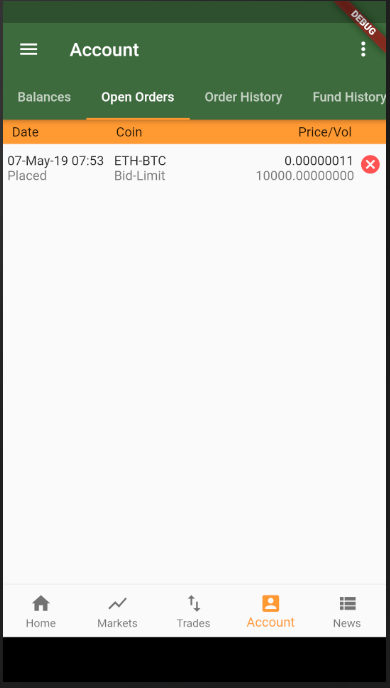 DEBUG
Account
Balances Open Orders Order History Fund History
Date Coin Price/Vol
07-May-19 07:53 ETH-BTC 0.00000011
Placed Bid-Limit 10000.00000000
Home Markets Trades Account News